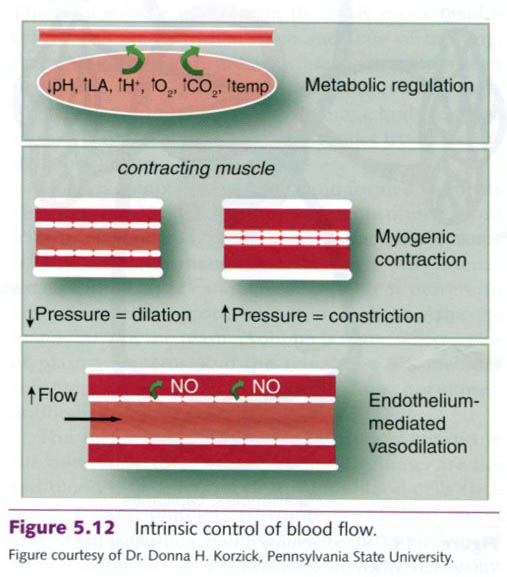 ↓pH, ↑LA, ↑H⁺, ↑O₂, ↑CO₂, ↑temp
Metabolic regulation
contracting muscle
Myogenic
contraction
↓Pressure = dilation
↑Pressure = constriction
↑Flow
NO
NO
Endothelium-
mediated
vasodilation
Figure 5.12 Intrinsic control of blood flow.
Figure courtesy of Dr. Donna H. Korzick, Pennsylvania State University.